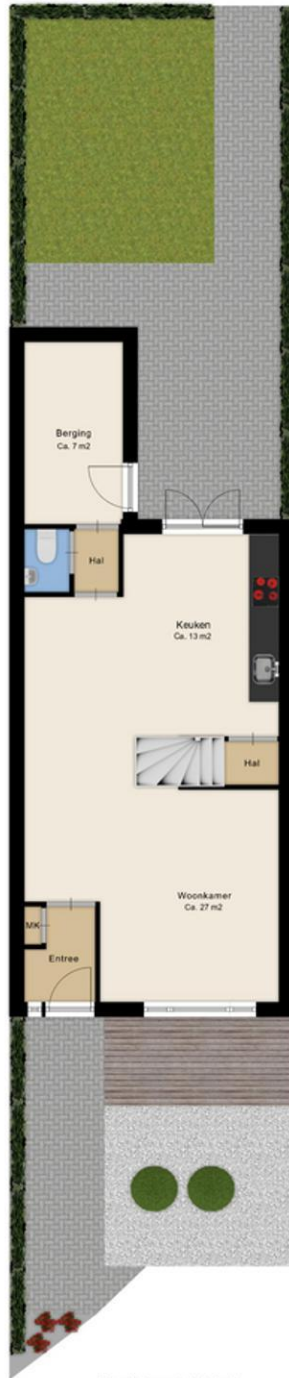 Berging
Ca. 7 m2
Hal
Keuken
Ca. 13 m2
Hal
Woonkamer
Ca. 27 m2
MK
Entree